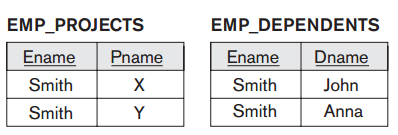 EMP_PROJECTS
Ename Pname
Smith X
Smith Y
EMP_DEPENDENTS
Ename Dname
Smith John
Smith Anna